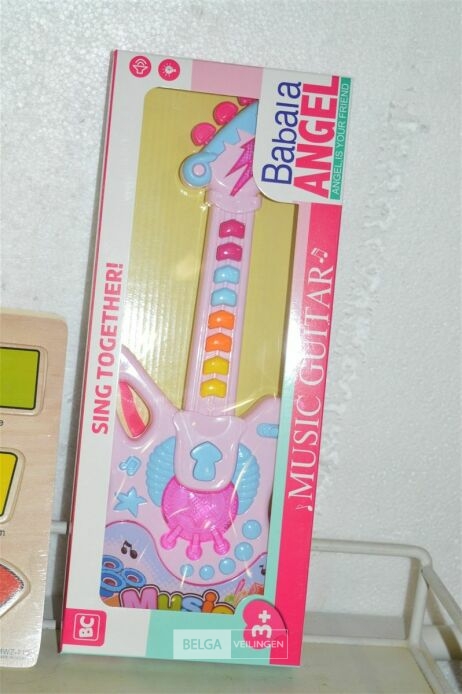 Babala
ANGEL
ANGEL IS YOUR FRIEND
SING TOGETHER!
♪MUSIC GUITAR♫
Music
BC
3+
BELGA VEILINGEN